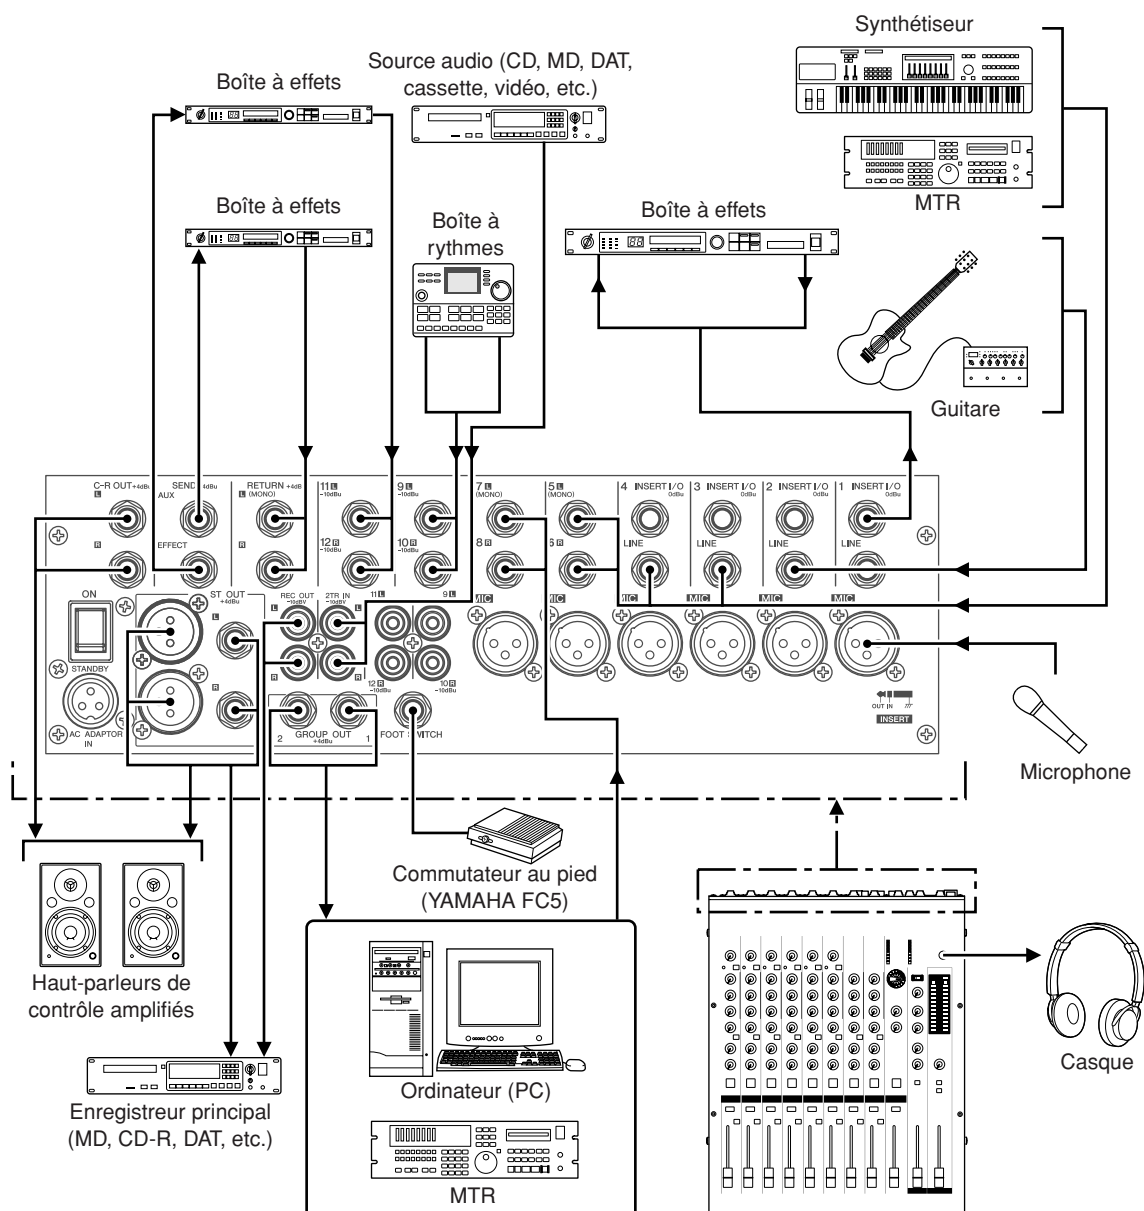 Synthétiseur
Source audio (CD, MD, DAT,
cassette, vidéo, etc.)
Boîte à effets
MTR
Boîte à effets
Boîte à
rythmes
Boîte à effets
Guitare
C-R OUT +4dBu
L
SEND +4dBu
AUX
RETURN +4dBu
L (MONO)
11 L
-10dBu
9 L
-10dBu
7 L
(MONO)
5 L
(MONO)
4 INSERT I/O
0dBu
3 INSERT I/O
0dBu
2 INSERT I/O
0dBu
1 INSERT I/O
0dBu
R
EFFECT
R
12 R
-10dBu
10 R
-10dBu
8 R
6 R
LINE
LINE
LINE
LINE
ON
ST OUT
+4dBu
L
REC OUT
-10dBV
2TR IN
-10dBV
11 L
9 L
MIC
MIC
MIC
MIC
MIC
MIC
L
L
STANDBY
R
R
R
12 R
-10dBu
10 R
-10dBu
OUT IN
INSERT
AC ADAPTOR
IN
2 GROUP OUT 1
+4dBu
FOOT SWITCH
Microphone
Commutateur au pied
(YAMAHA FC5)
Haut-parleurs de
contrôle amplifiés
Casque
Ordinateur (PC)
Enregistreur principal
(MD, CD-R, DAT, etc.)
MTR